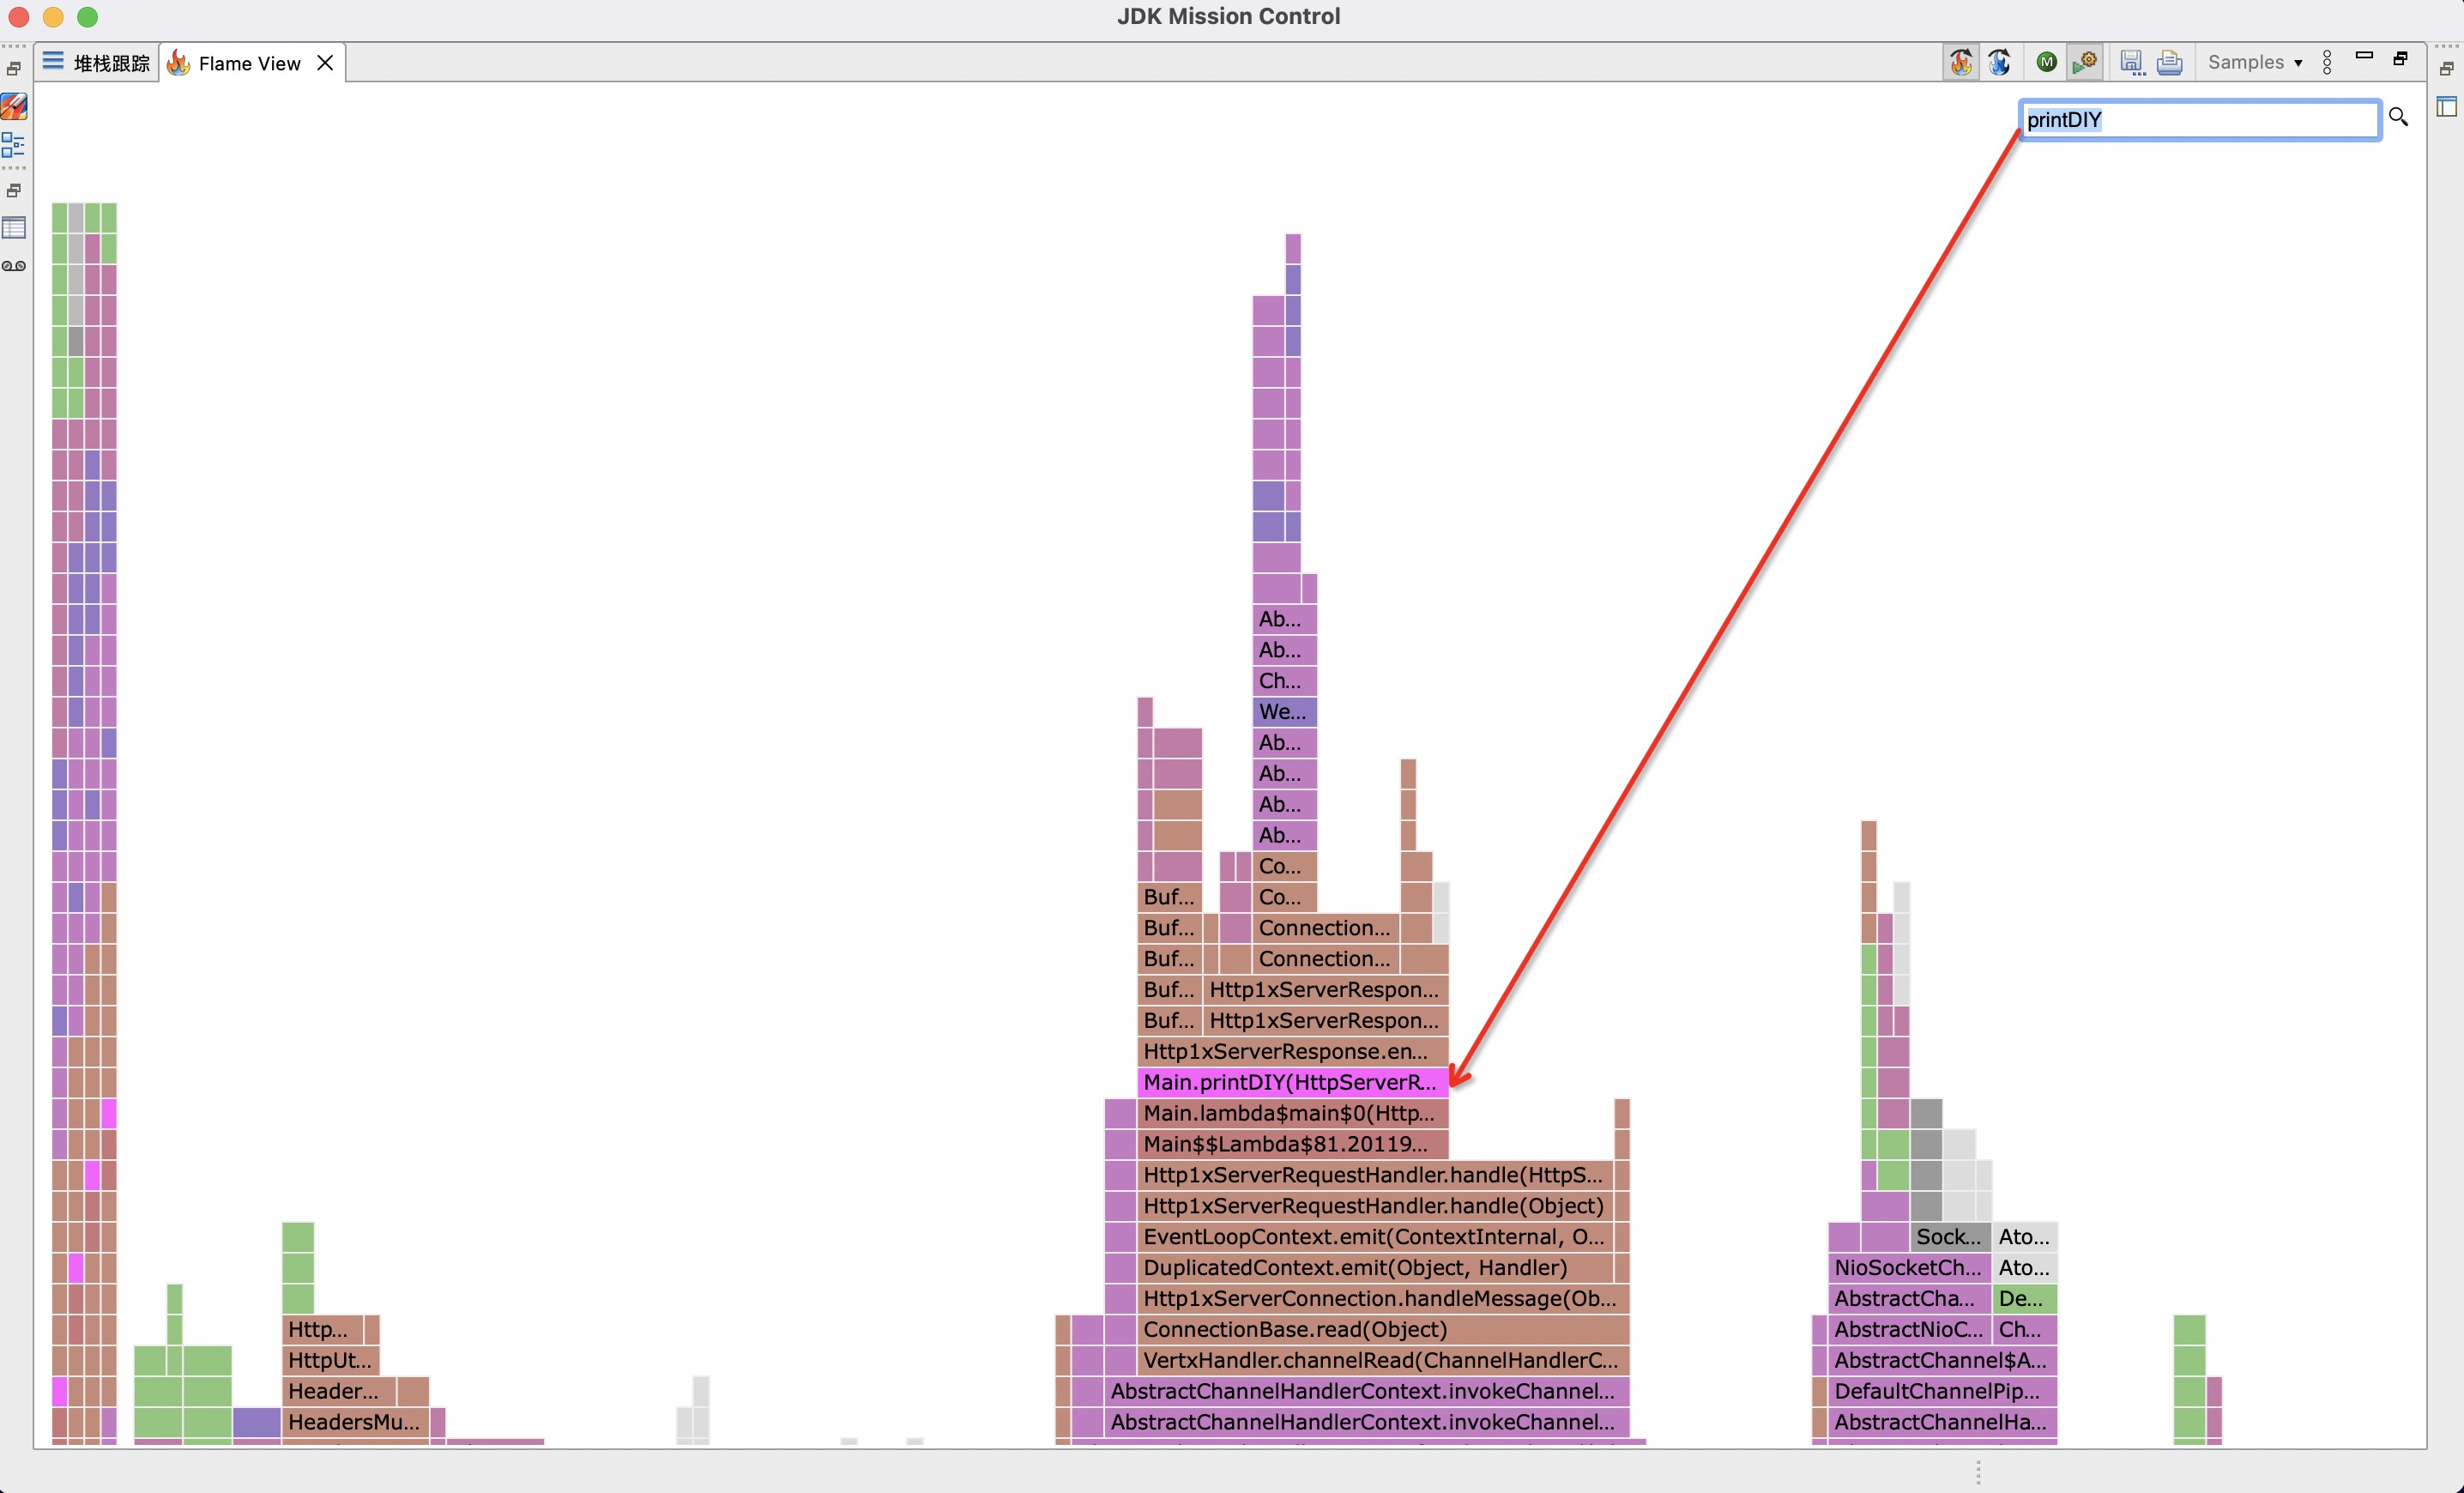 JDK Mission Control
堆栈跟踪
Flame View
M
Samples
printDIY
Ab...
Ab...
Ch...
We...
Ab...
Ab...
Ab...
Ab...
Co...
Buf... Co...
Buf... Connection...
Buf... Connection...
Buf... Http1xServerRespon...
Buf... Http1xServerRespon...
Http1xServerResponse.en...
Main.printDIY(HttpServerR...
Main.lambda$main$0(Http...
Main$$Lambda$81.20119...
Http1xServerRequestHandler.handle(HttpS...
Http1xServerRequestHandler.handle(Object)
EventLoopContext.emit(ContextInternal, O... Sock... Ato...
DuplicatedContext.emit(Object, Handler) NioSocketCh... Ato...
Http1xServerConnection.handleMessage(Ob... AbstractCha... De...
Http... ConnectionBase.read(Object) AbstractNioC... Ch...
HttpUt... VertxHandler.channelRead(ChannelHandlerC... AbstractChannel$A...
Header... AbstractChannelHandlerContext.invokeChannel... DefaultChannelPip...
HeadersMu... AbstractChannelHandlerContext.invokeChannel... AbstractChannelHa...